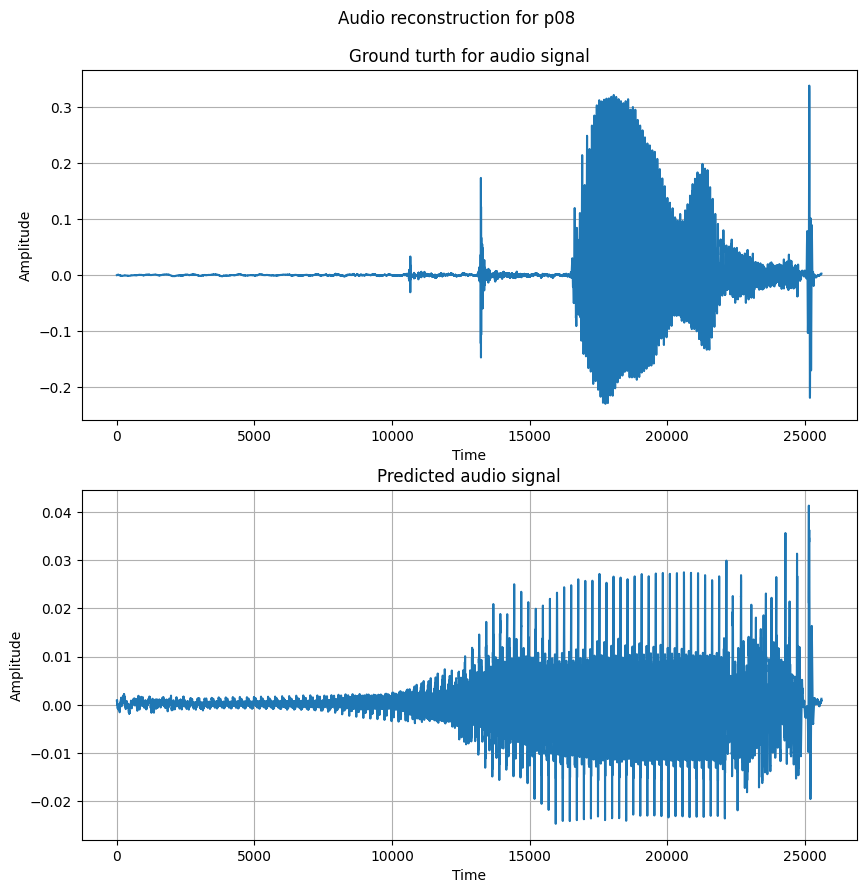 Audio reconstruction for p08
Ground turth for audio signal
0.3
0.2
0.1
0.0
−0.1
−0.2
Amplitude
0 5000 10000 15000 20000 25000
Time
Predicted audio signal
0.04
0.03
0.02
0.01
0.00
−0.01
−0.02
Amplitude
0 5000 10000 15000 20000 25000
Time